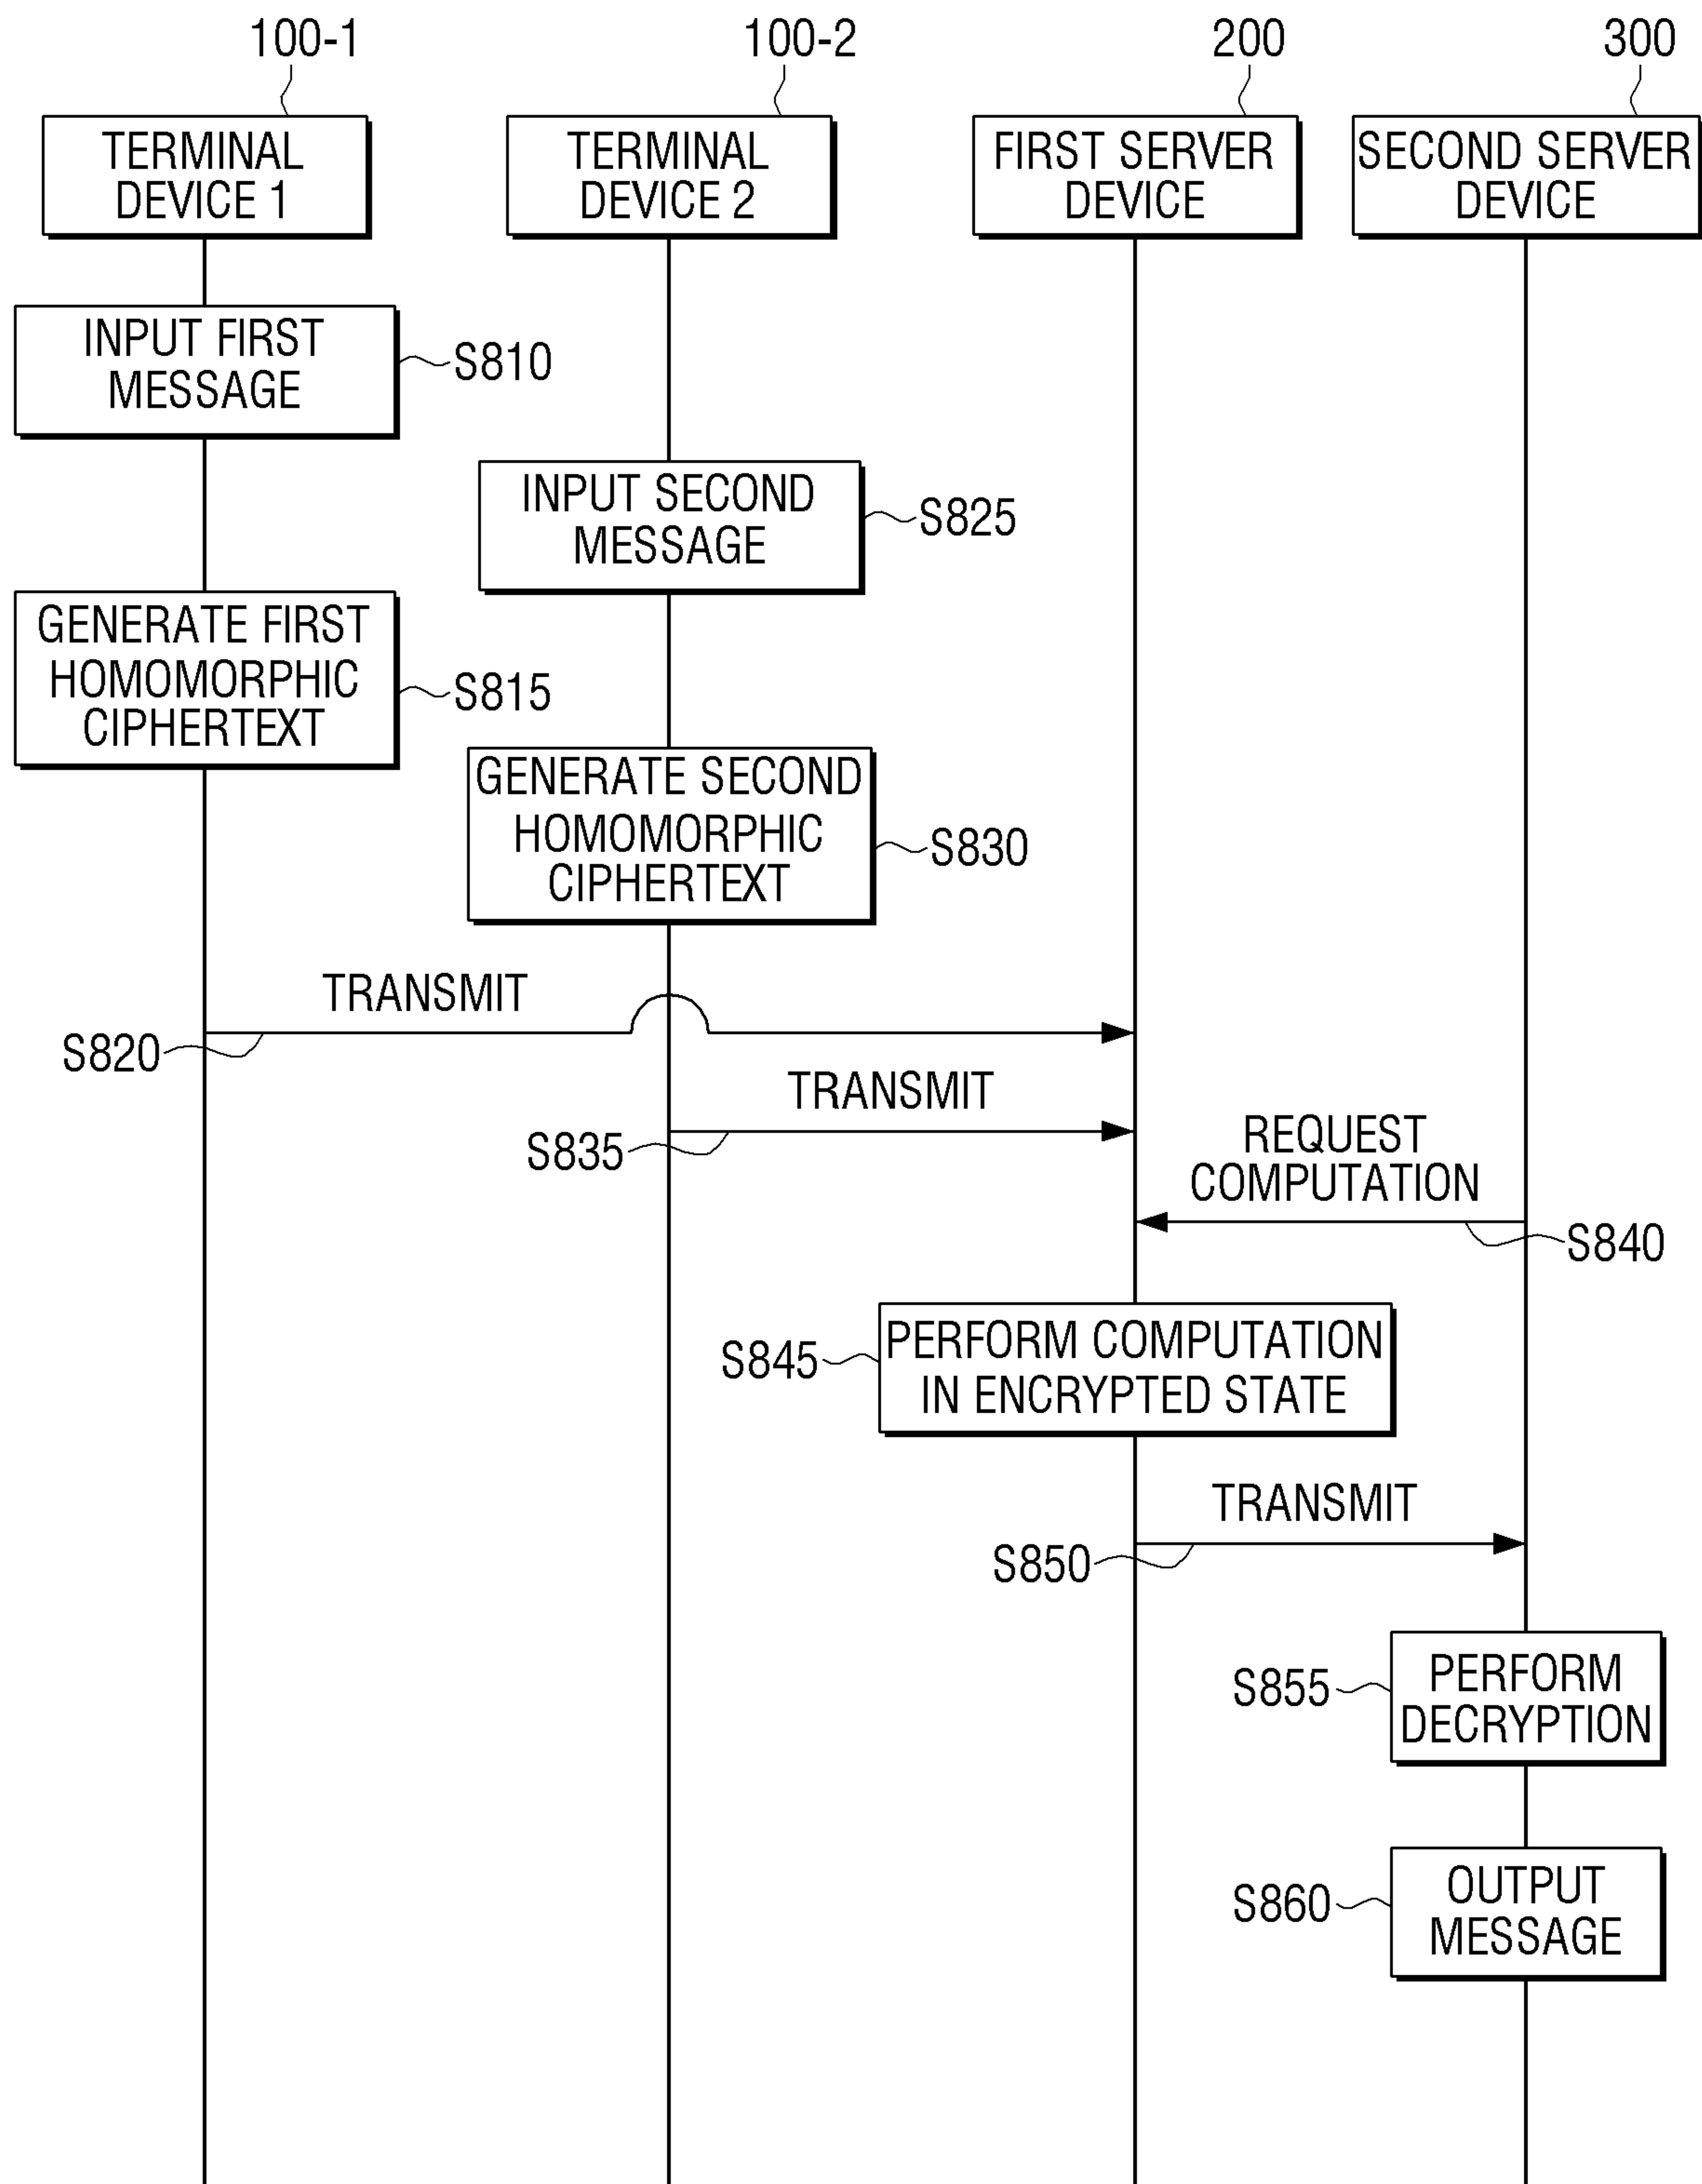 100-1
100-2
200
300
TERMINAL
DEVICE 1
TERMINAL
DEVICE 2
FIRST SERVER
DEVICE
SECOND SERVER
DEVICE
INPUT FIRST
MESSAGE
S810
INPUT SECOND
MESSAGE
S825
GENERATE FIRST
HOMOMORPHIC
CIPHERTEXT
S815
GENERATE SECOND
HOMOMORPHIC
CIPHERTEXT
S830
TRANSMIT
S820
TRANSMIT
S835
REQUEST
COMPUTATION
S840
S845
PERFORM COMPUTATION
IN ENCRYPTED STATE
TRANSMIT
S850
S855
PERFORM
DECRYPTION
S860
OUTPUT
MESSAGE